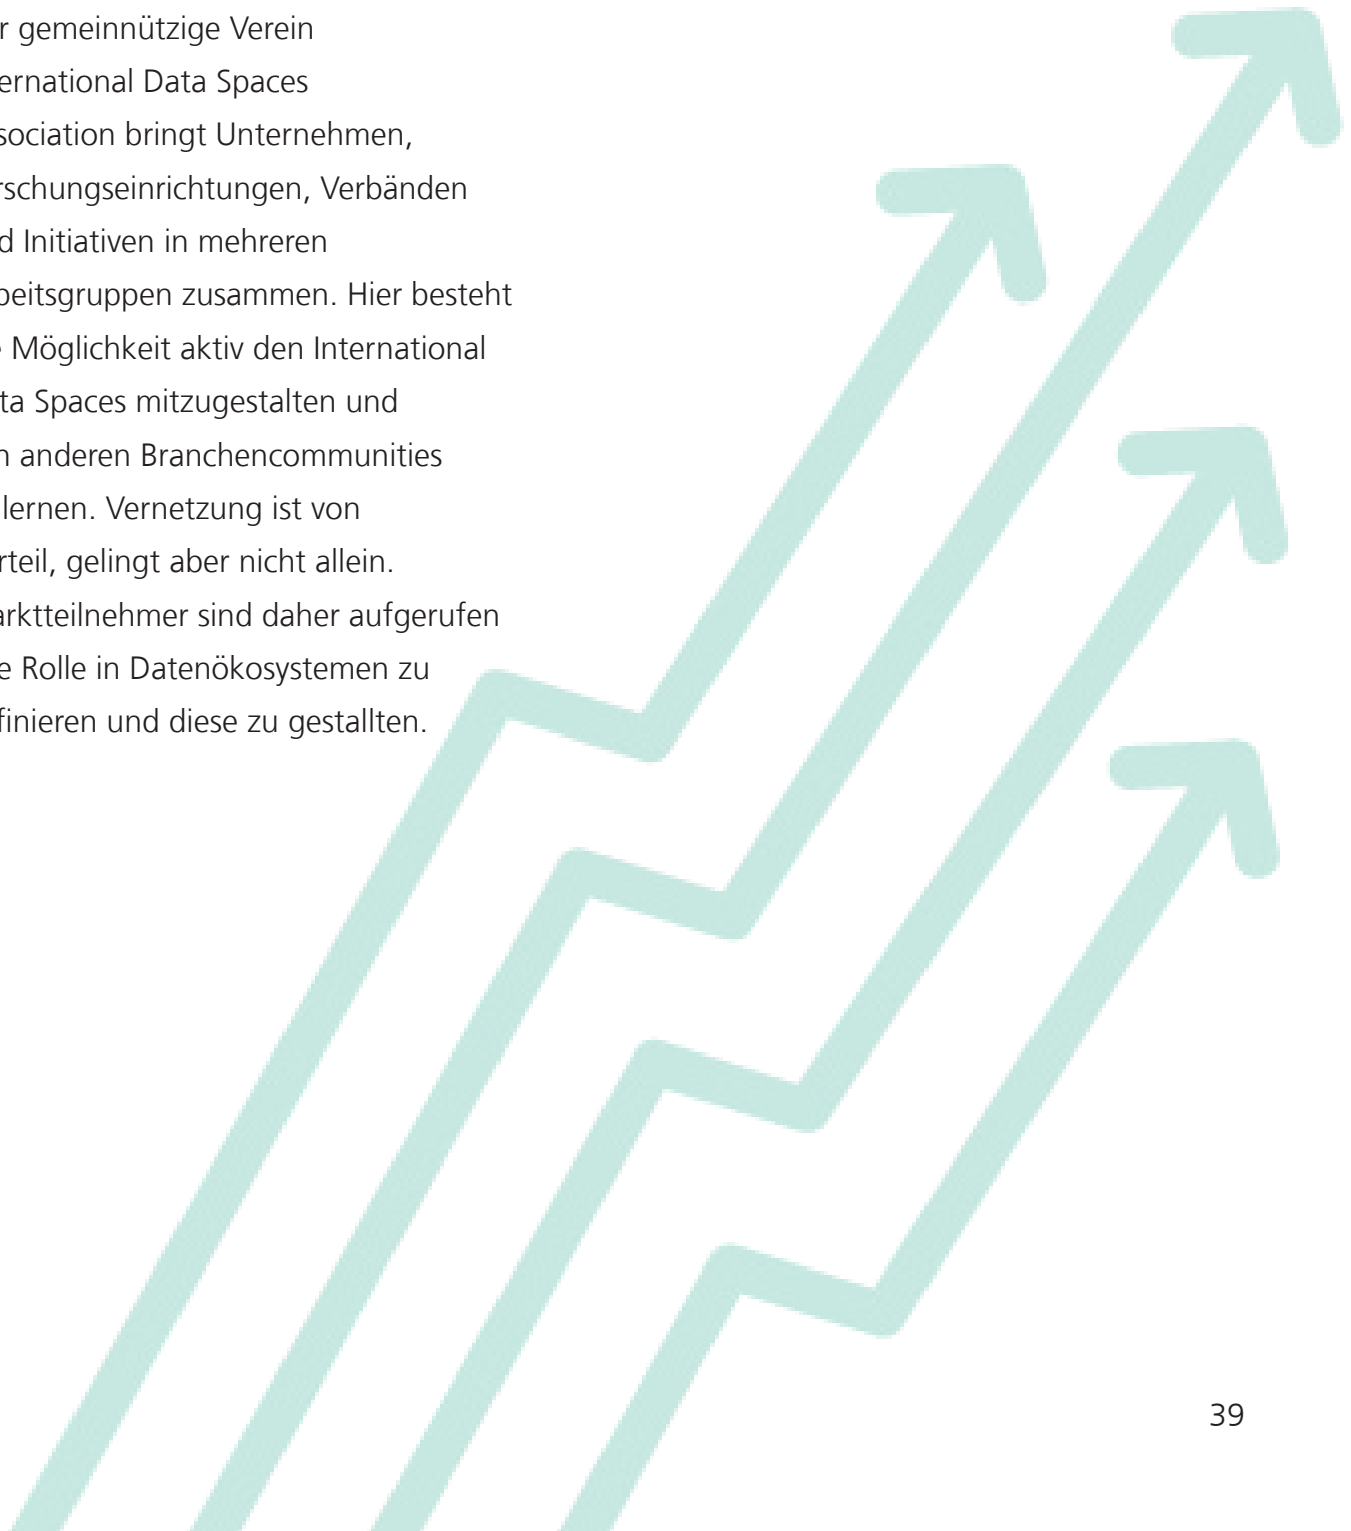 r gemeinnützige Verein
ernational Data Spaces
sociation bringt Unternehmen,
rschungseinrichtungen, Verbänden
d Initiativen in mehreren
beitsgruppen zusammen. Hier besteht
e Möglichkeit aktiv den International
ta Spaces mitzugestalten und
n anderen Branchencommunities
lernen. Vernetzung ist von
rteil, gelingt aber nicht allein.
arktteilnehmer sind daher aufgerufen
e Rolle in Datenökosystemen zu
finieren und diese zu gestallten.
39